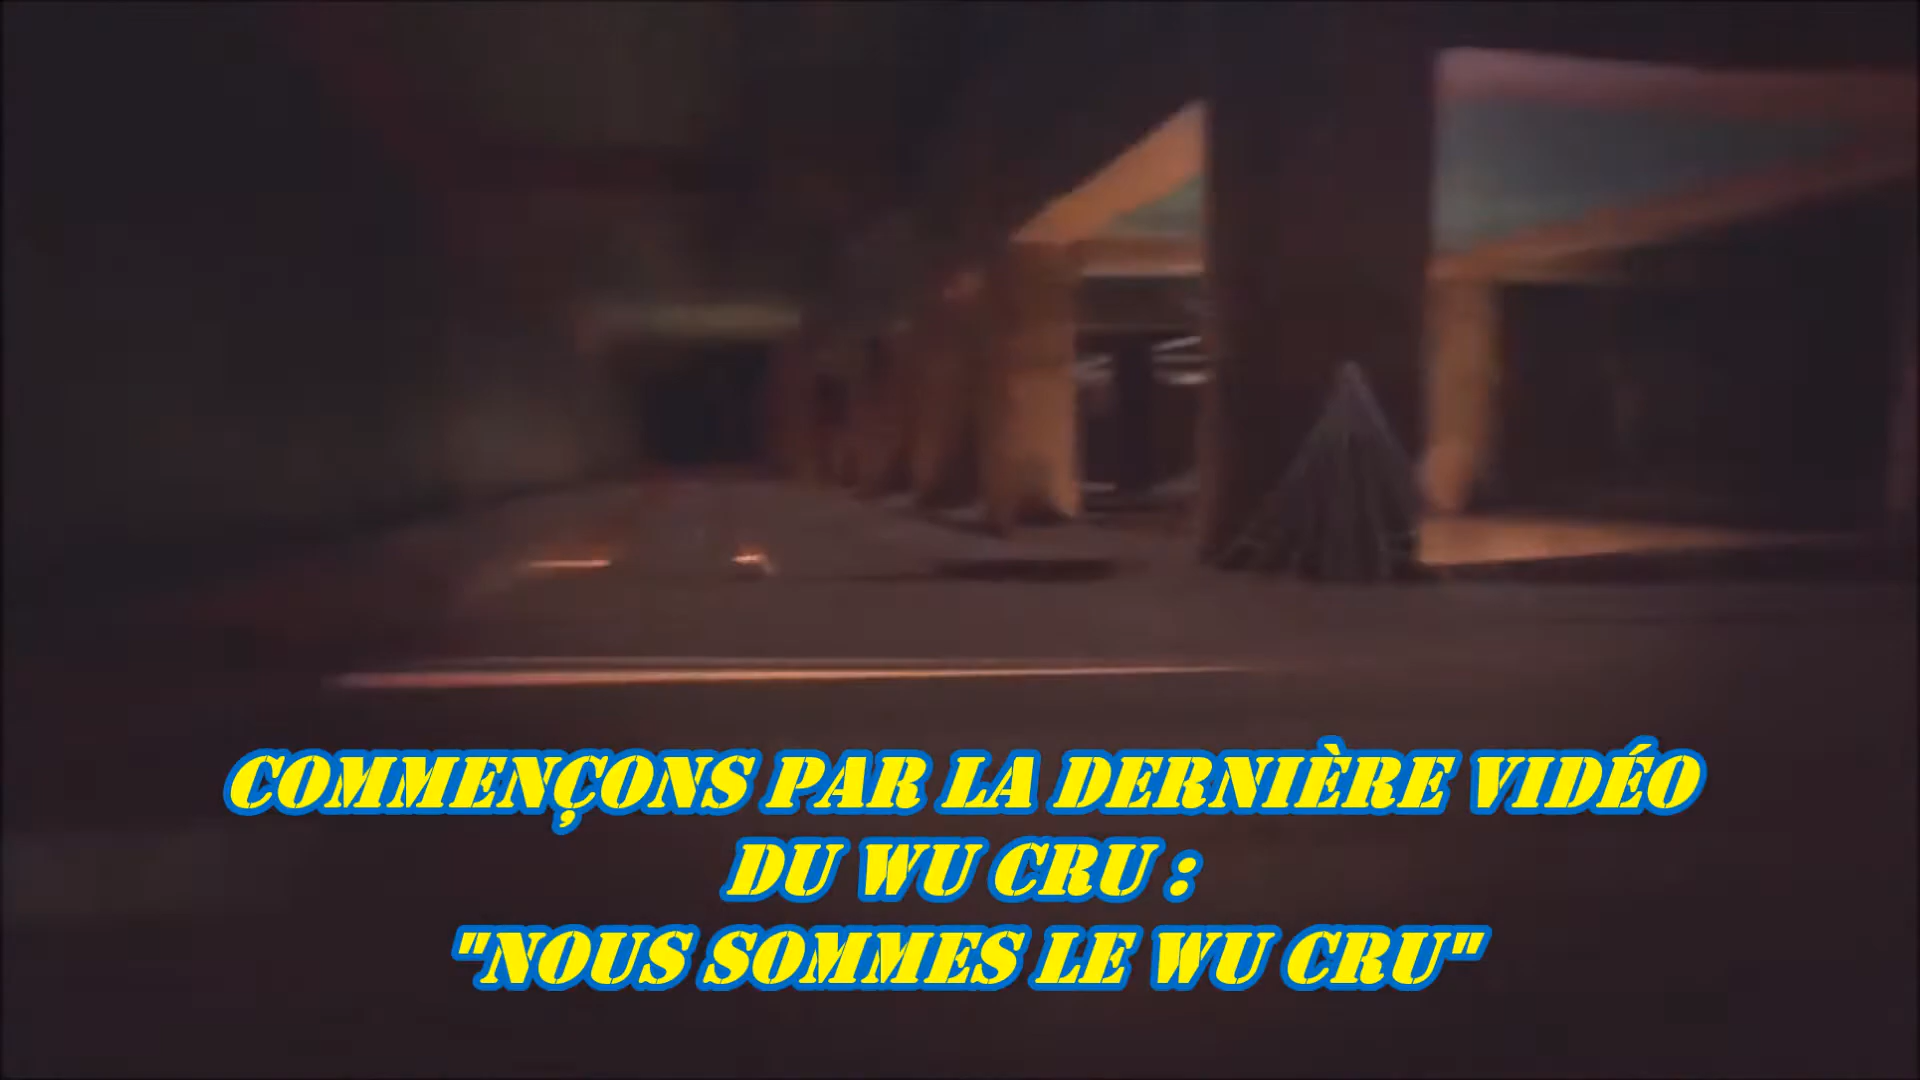 COMMENÇONS PAR LA DERNIÈRE VIDÉO
DU WU CRU :
"NOUS SOMMES LE WU CRU"